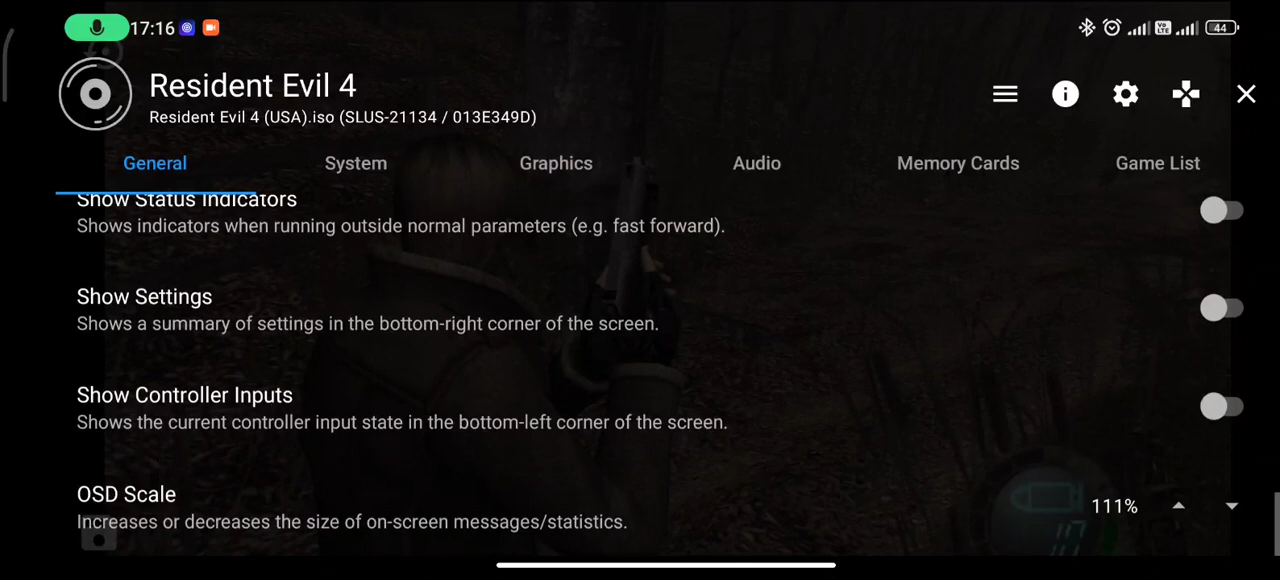 17:16
Vo LTE
44
Resident Evil 4
Resident Evil 4 (USA).iso (SLUS-21134 / 013E349D)
General System Graphics Audio Memory Cards Game List
Show Status Indicators
Shows indicators when running outside normal parameters (e.g. fast forward).
Show Settings
Shows a summary of settings in the bottom-right corner of the screen.
Show Controller Inputs
Shows the current controller input state in the bottom-left corner of the screen.
OSD Scale
111%
Increases or decreases the size of on-screen messages/statistics.